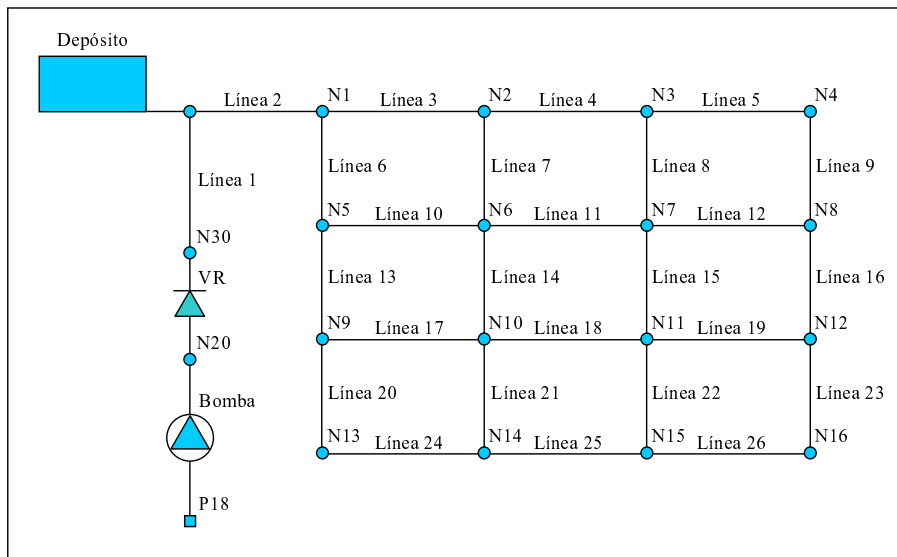 Depósito
N1 N2 N3 N4
Línea 2 Línea 3 Línea 4 Línea 5
Línea 1 Línea 6 Línea 7 Línea 8 Línea 9
N5 N6 N7 N8
Línea 10 Línea 11 Línea 12
N30
VR Línea 13 Línea 14 Línea 15 Línea 16
N9 N10 N11 N12
N20 Línea 17 Línea 18 Línea 19
Bomba Línea 20 Línea 21 Línea 22 Línea 23
N13 N14 N15 N16
Línea 24 Línea 25 Línea 26
P18